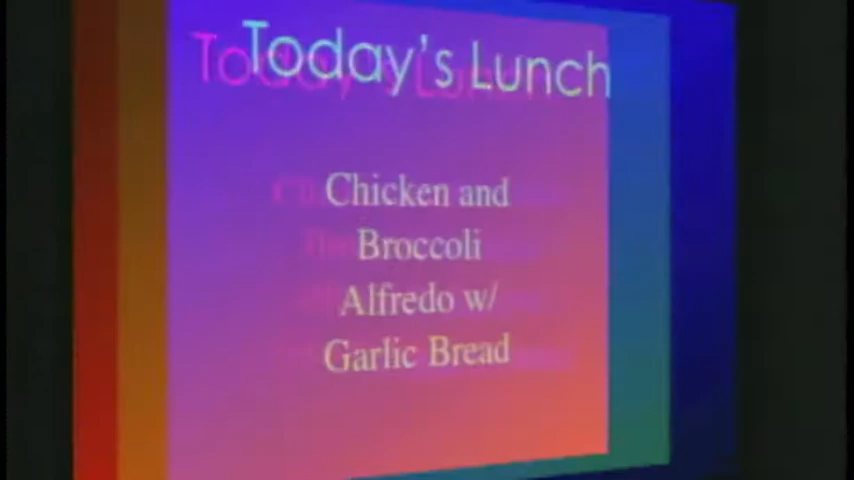 Today's Lunch
Chicken and
Broccoli
Alfredo w/
Garlic Bread